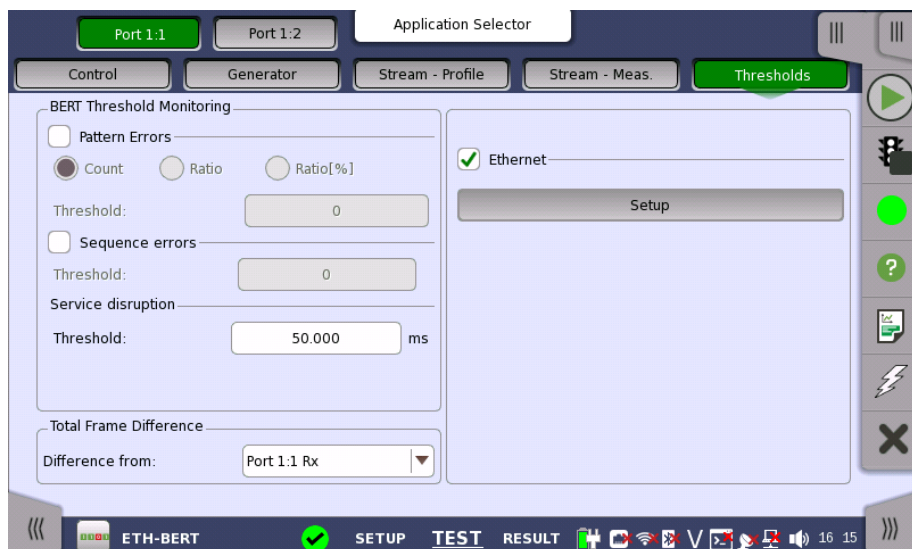 Application Selector
Port 1:1 Port 1:2
Control Generator Stream - Profile Stream - Meas. Thresholds
BERT Threshold Monitoring
Pattern Errors
Count Ratio Ratio[%]
Threshold: 0
Sequence errors
Threshold: 0
Service disruption
Threshold: 50.000 ms
Ethernet
Setup
Total Frame Difference
Difference from: Port 1:1 Rx
ETH-BERT SETUP TEST RESULT V 16 15